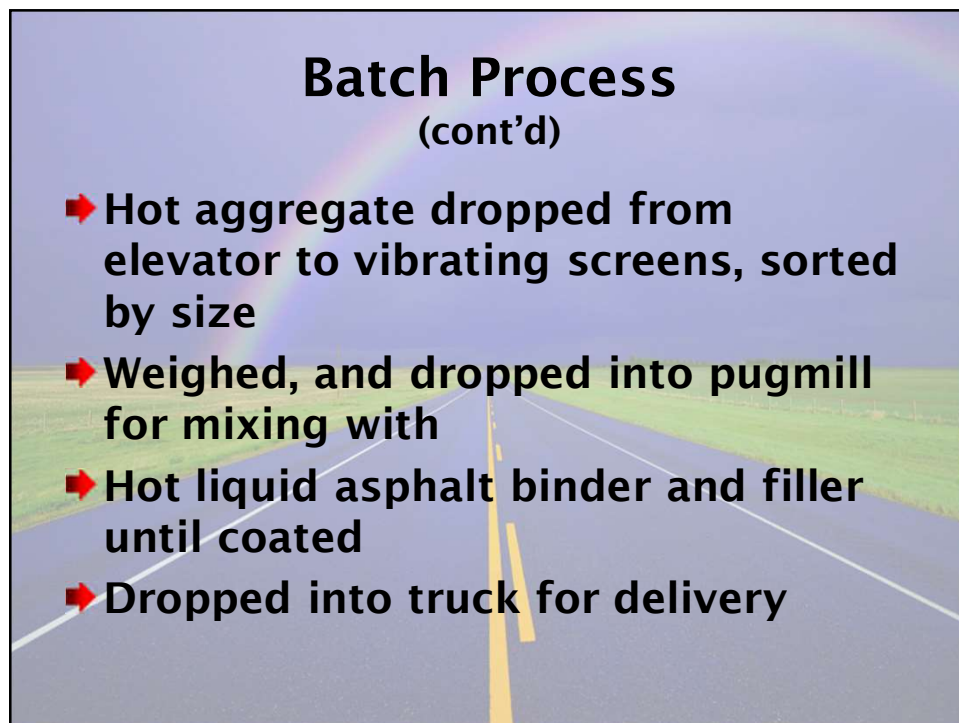 Batch Process
(cont’d)
Hot aggregate dropped from
elevator to vibrating screens, sorted
by size
Weighed, and dropped into pugmill
for mixing with
Hot liquid asphalt binder and filler
until coated
Dropped into truck for delivery